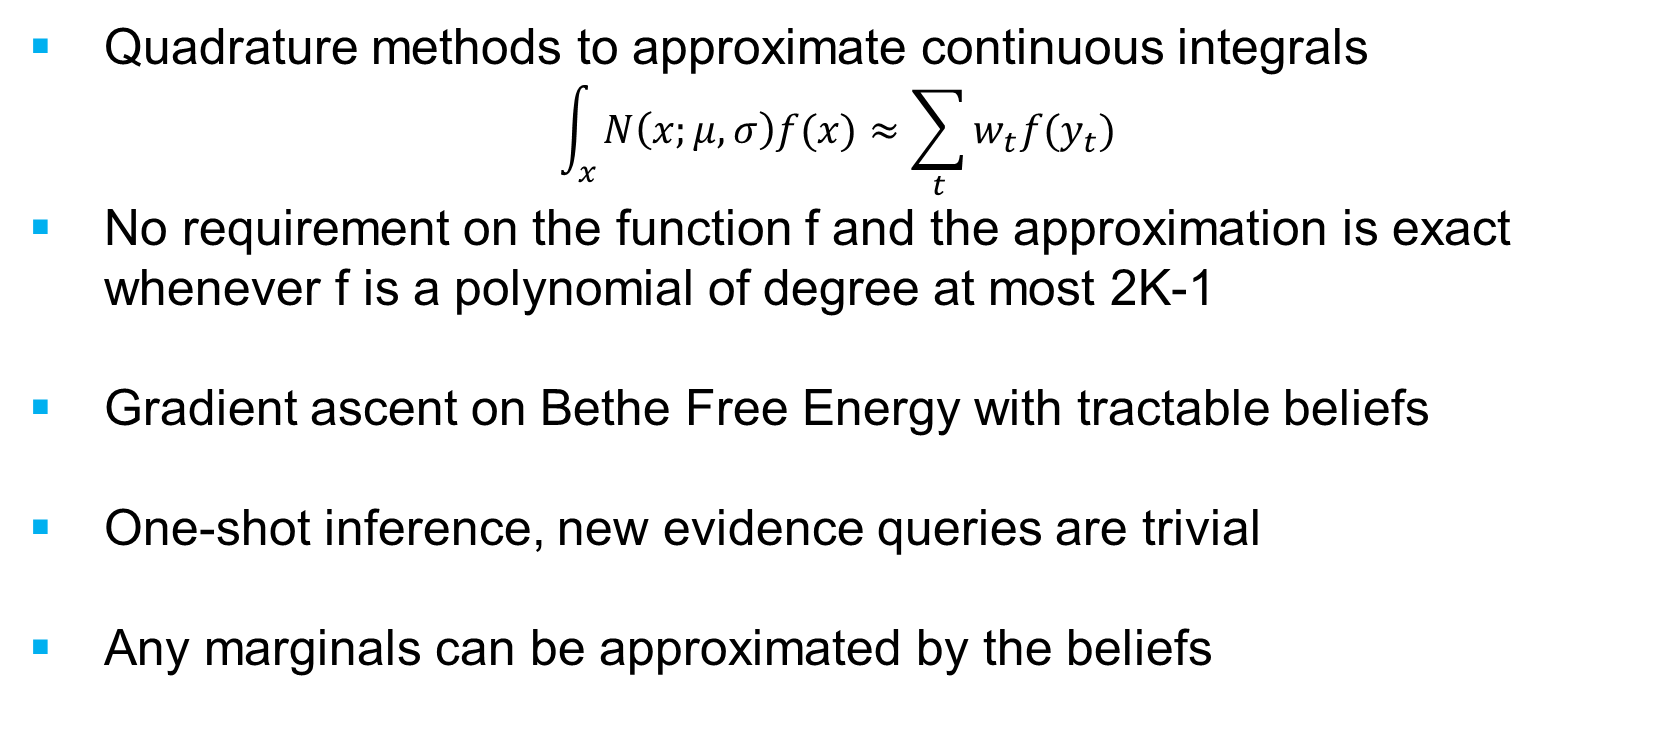 ▪ Quadrature methods to approximate continuous integrals
∫_x N(x; μ, σ)f(x) ≈ ∑_t w_t f(y_t)
▪ No requirement on the function f and the approximation is exact
whenever f is a polynomial of degree at most 2K-1
▪ Gradient ascent on Bethe Free Energy with tractable beliefs
▪ One-shot inference, new evidence queries are trivial
▪ Any marginals can be approximated by the beliefs